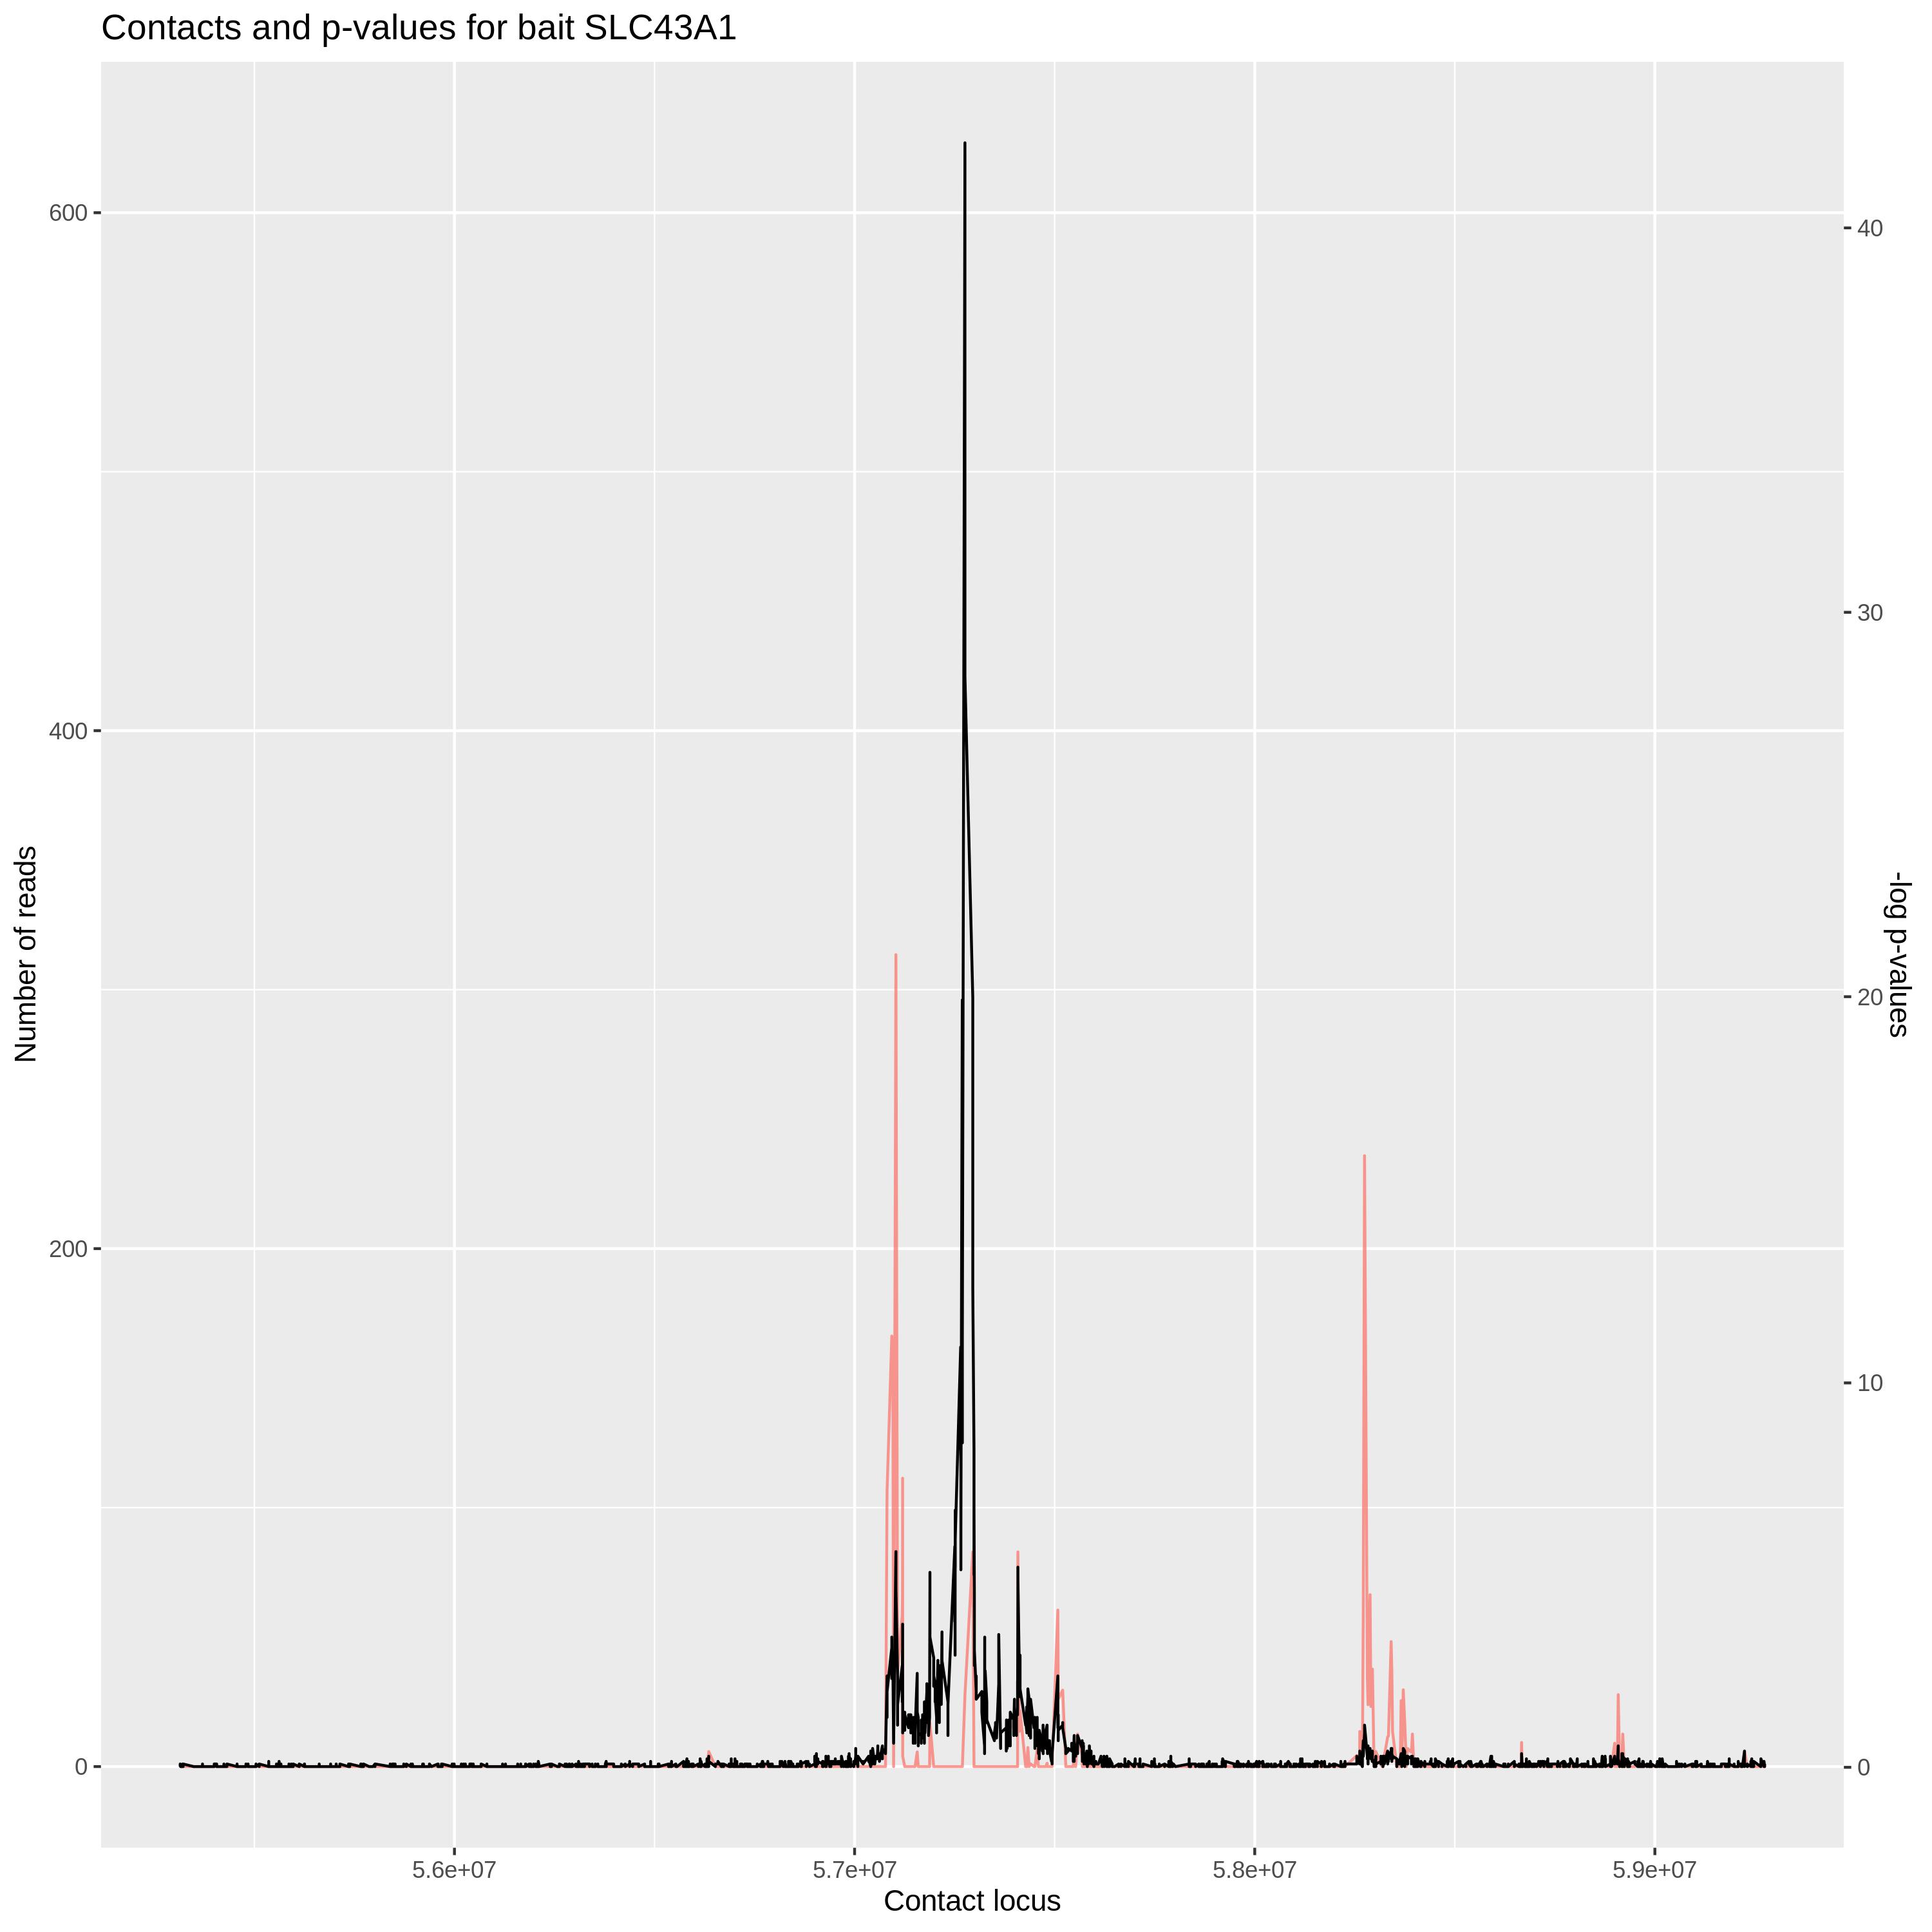 Contacts and p-values for bait SLC43A1
600
400
200
0
Number of reads
40
30
20
10
0
-log p-values
5.6e+07 5.7e+07 5.8e+07 5.9e+07
Contact locus